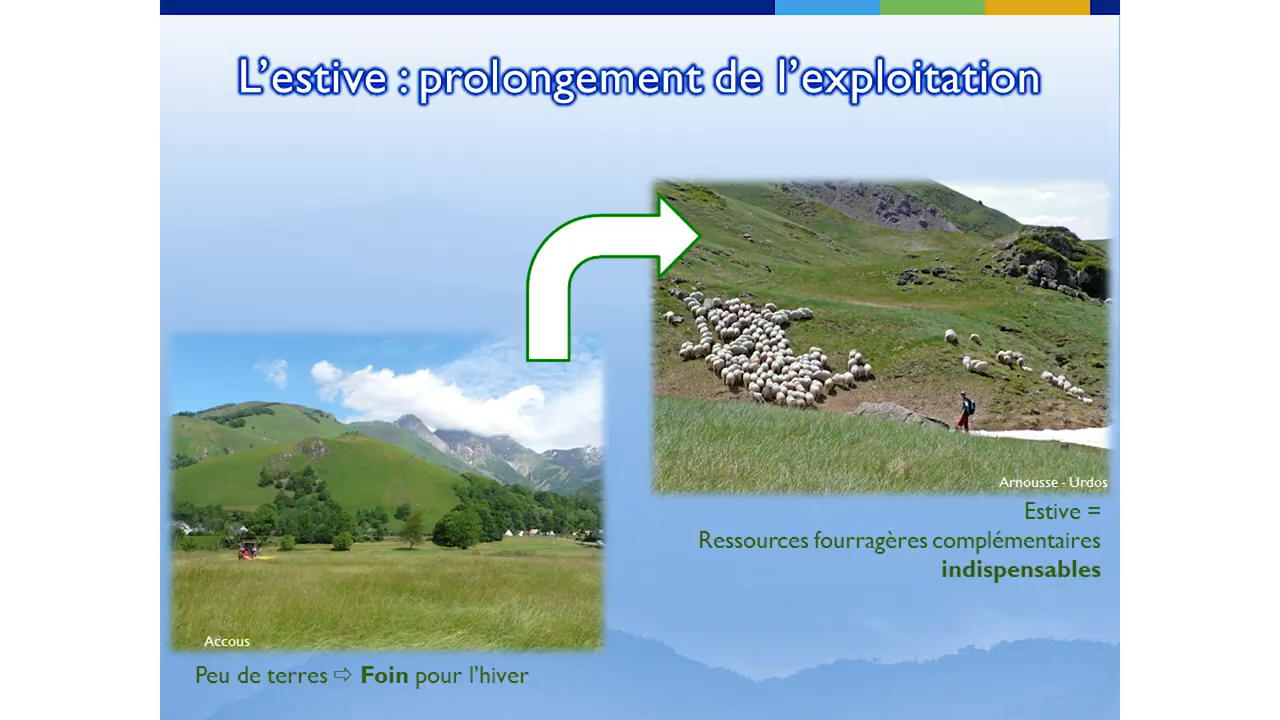 L’estive : prolongement de l’exploitation
Arnousse - Urdos
Estive =
Ressources fourragères complémentaires
indispensables
Accous
Peu de terres ⇨ Foin pour l’hiver